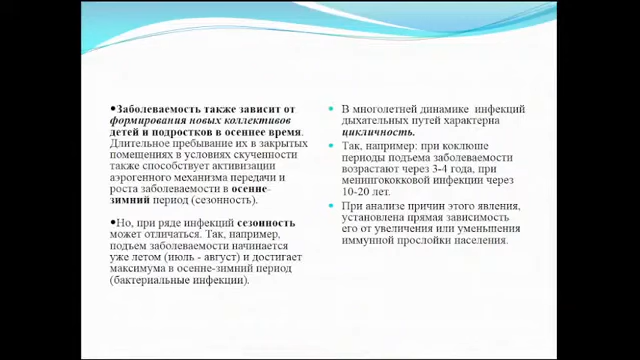 •Заболеваемость также зависит от
формирования новых коллективов
детей и подростков в осеннее время.
Длительное пребывание их в закрытых
помещениях в условиях скученности
также способствует активизации
аэрогенного механизма передачи и
роста заболеваемости в осенне-
зимний период (сезонность).
•Но, при ряде инфекций сезонность
может отличаться. Так, например,
подъем заболеваемости начинается
уже летом (июль - август) и достигает
максимума в осенне-зимний период
(бактериальные инфекции).
• В многолетней динамике инфекций
дыхательных путей характерна
цикличность.
• Так, например: при коклюше
периоды подъема заболеваемости
возрастают через 3-4 года, при
менингококковой инфекции через
10-20 лет.
• При анализе причин этого явления,
установлена прямая зависимость
его от увеличения или уменьшения
иммунной прослойки населения.